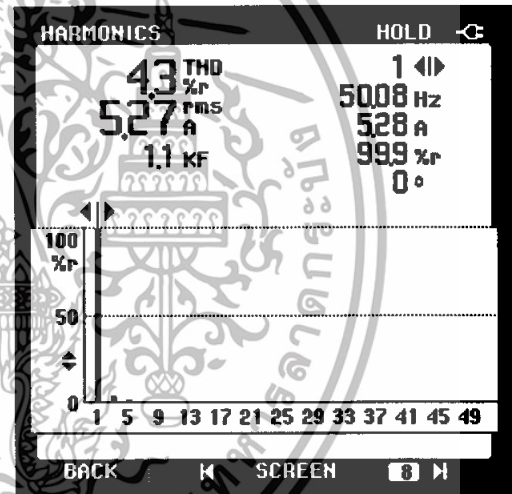 HARMONICS HOLD
4.3 THD %r 1
5.27 rms A 50.08 Hz
1.1 KF 5.28 A
99.9 %r
0 °
100
%r
50
0
1 5 9 13 17 21 25 29 33 37 41 45 49
BACK SCREEN 8